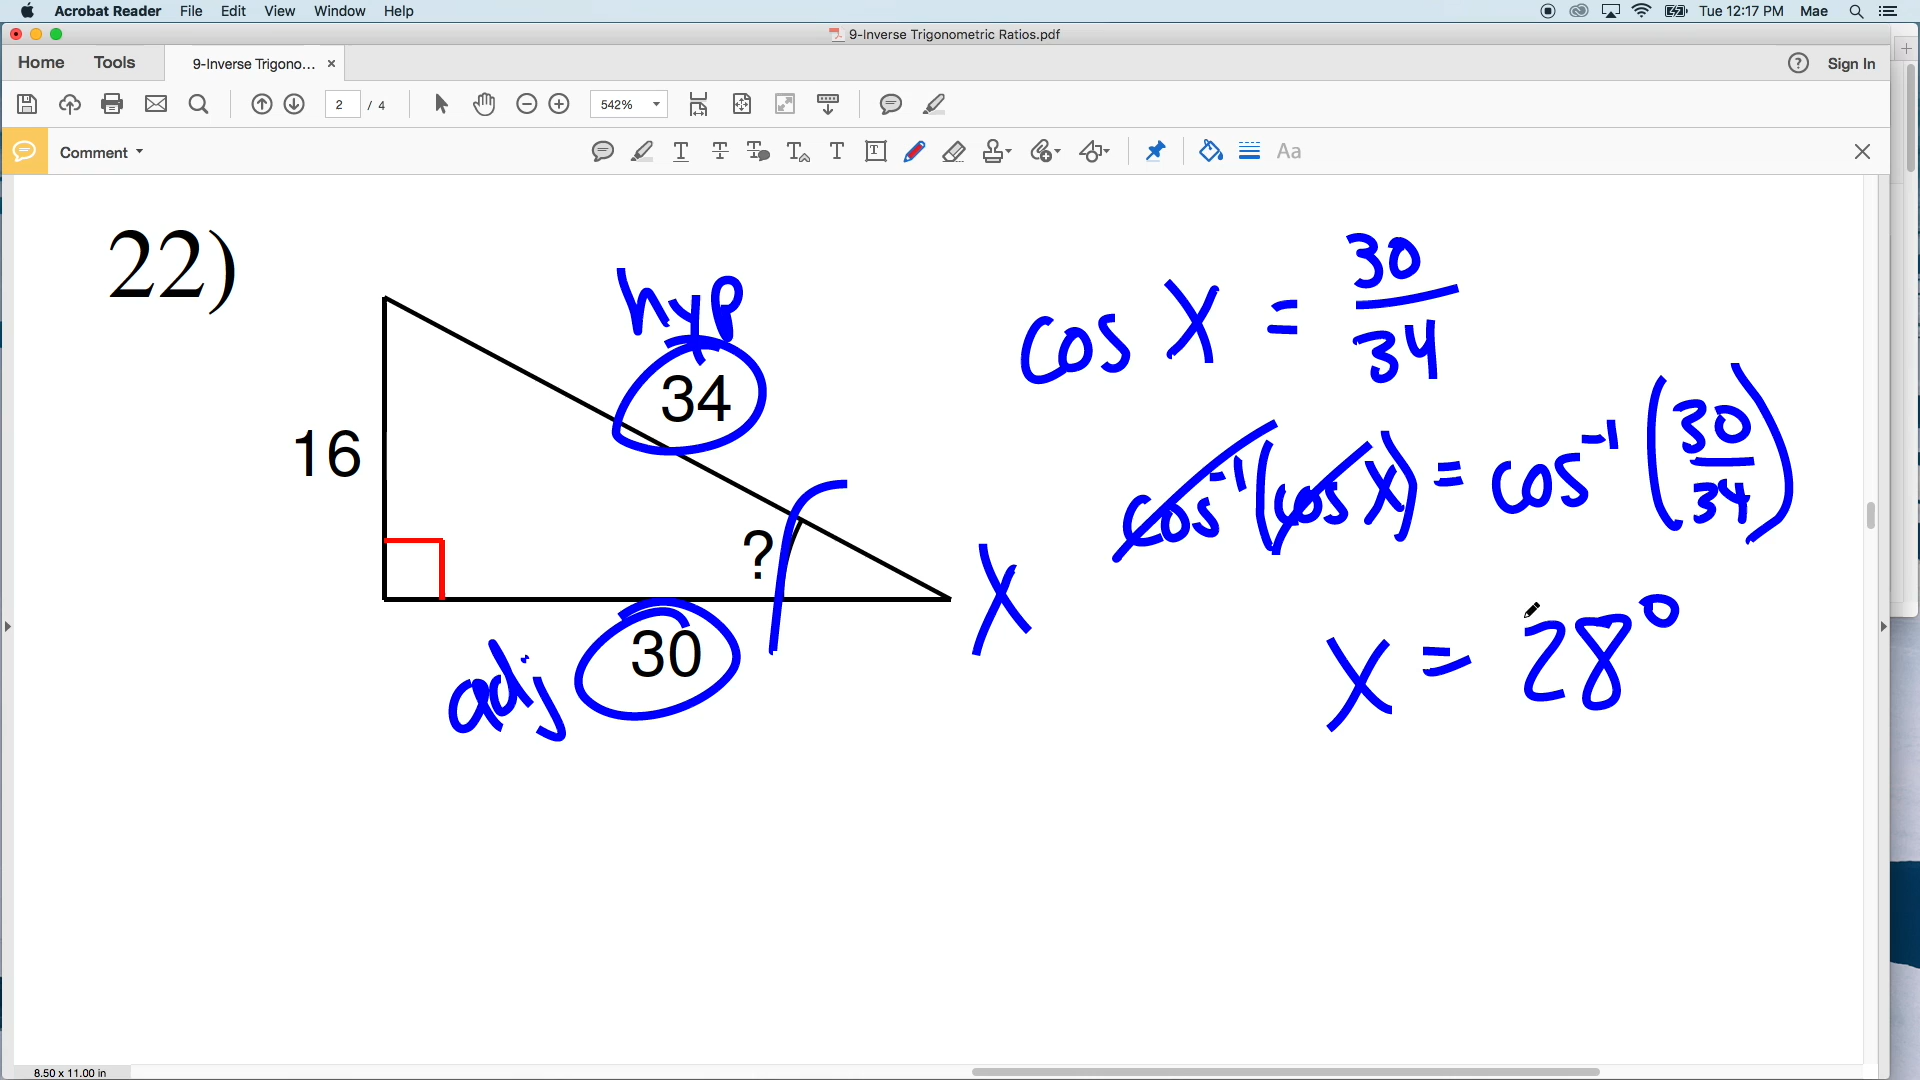 Acrobat Reader File Edit View Window Help Tue 12:17 PM Mae
9-Inverse Trigonometric Ratios.pdf
Home Tools 9-Inverse Trigono... × ? Sign In
2 / 4 542%
Comment T T T T T Aa
22)
hyp
34
16
?
30
adj
X
cos X = 30/34
cos⁻¹(cos X) = cos⁻¹(30/34)
X = 28°
8.50 x 11.00 in